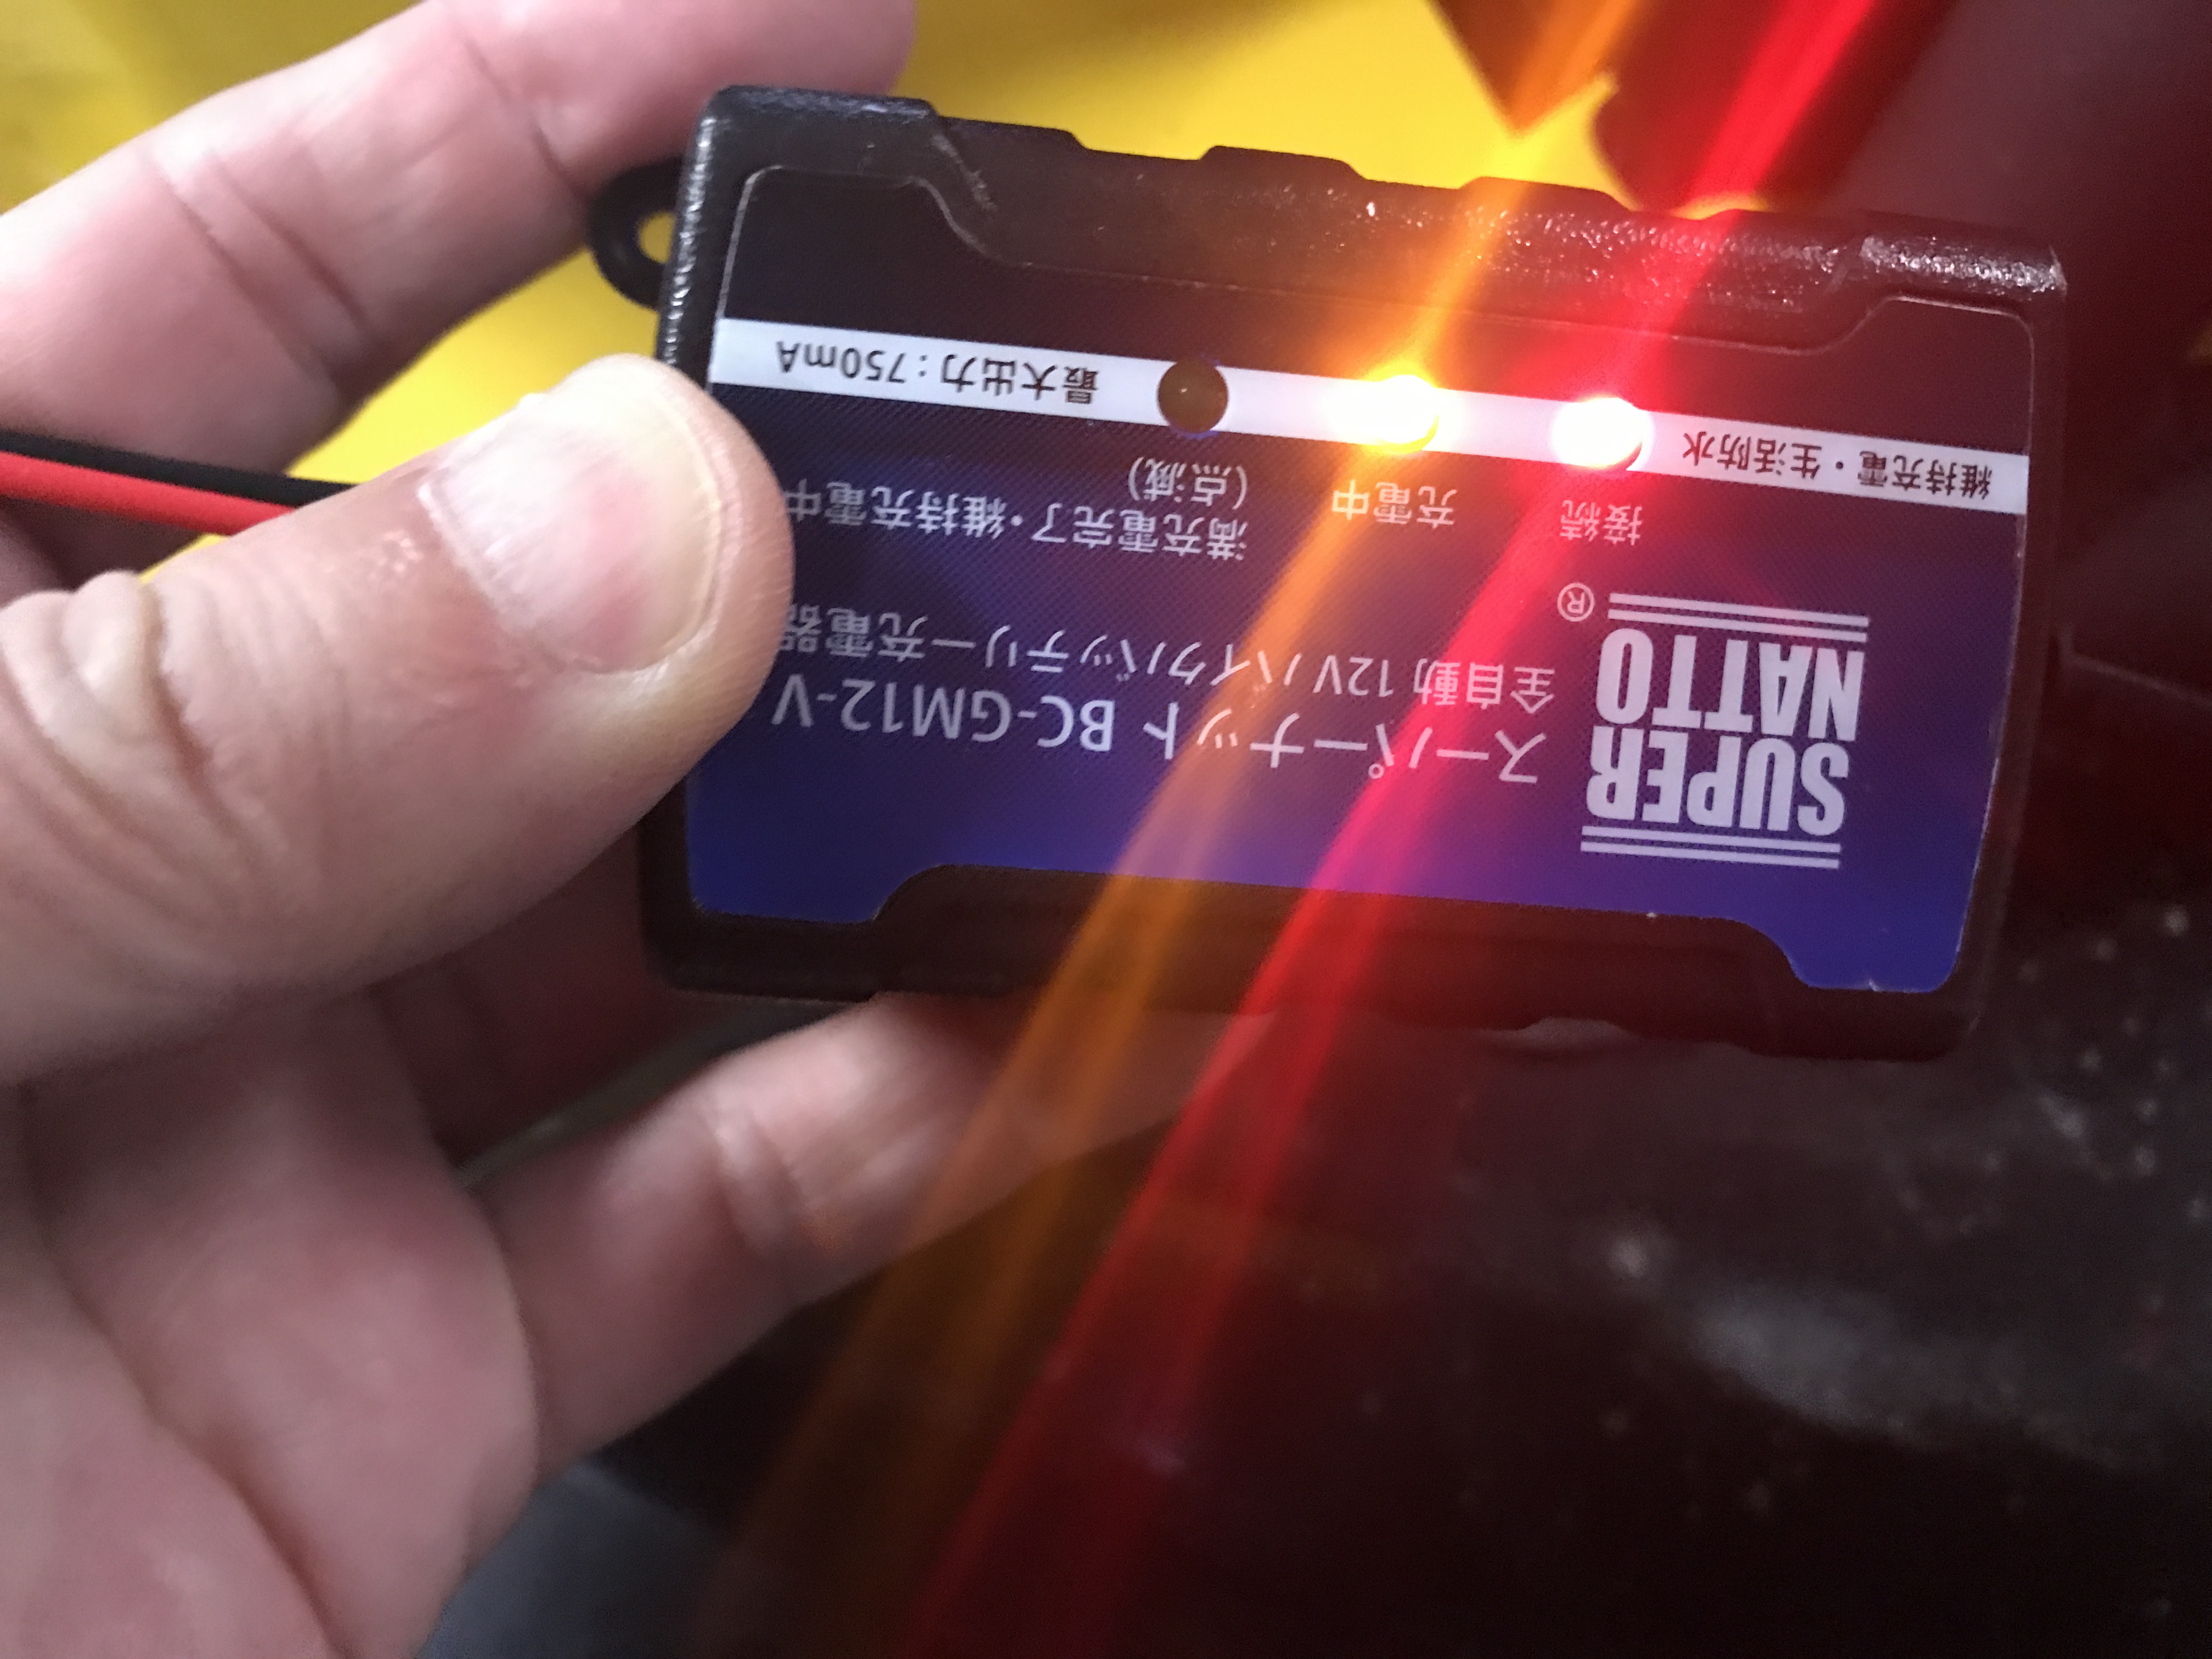 SUPER
NATTO
®
スーパーナット BC-GM12-V
全自動 12V バイクバッテリー充電器
接続
充電中
満充電完了・維持充電中
(点滅)
維持充電・生活防水
最大出力:750mA